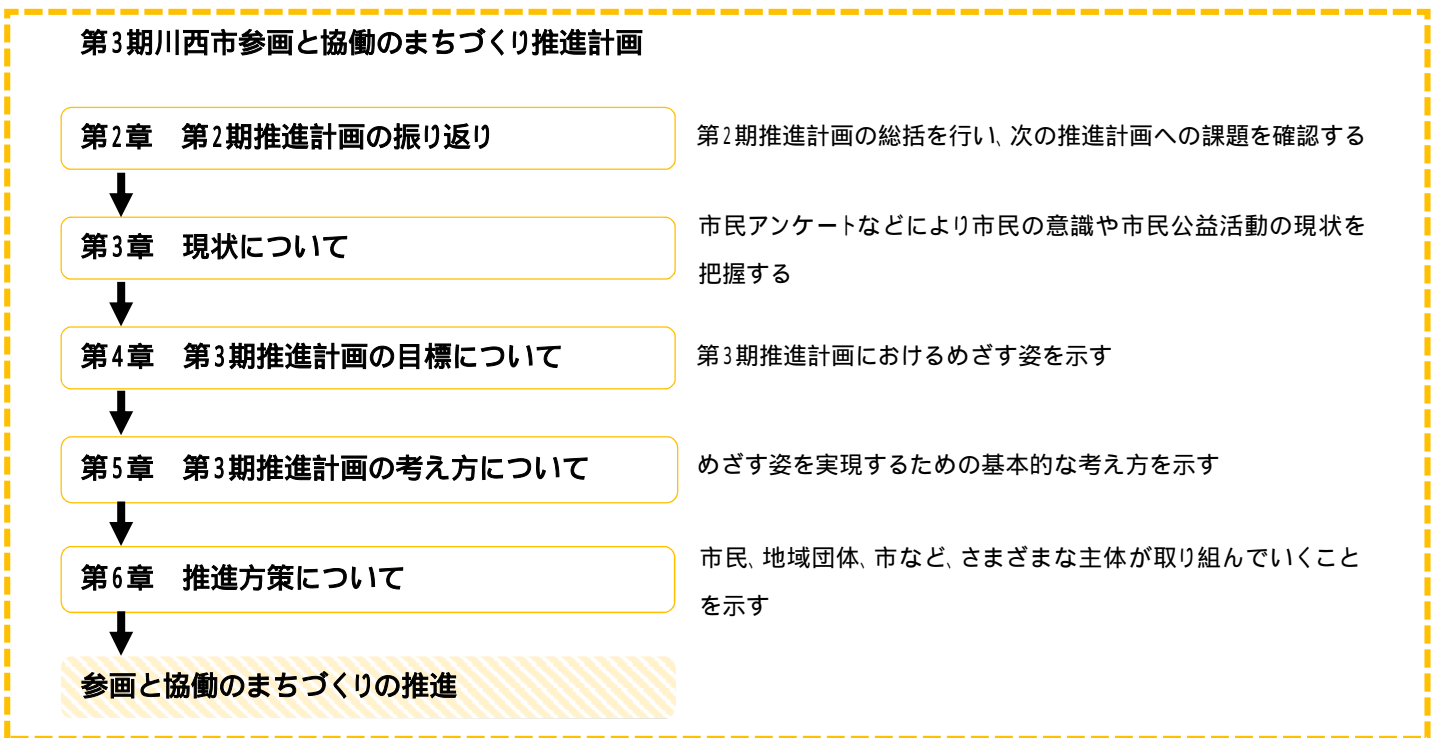 第3期川西市参画と協働のまちづくり推進計画
第2章　第2期推進計画の振り返り
第2期推進計画の総括を行い、次の推進計画への課題を確認する
第3章　現状について
市民アンケートなどにより市民の意識や市民公益活動の現状を
把握する
第4章　第3期推進計画の目標について
第3期推進計画におけるめざす姿を示す
第5章　第3期推進計画の考え方について
めざす姿を実現するための基本的な考え方を示す
第6章　推進方策について
市民、地域団体、市など、さまざまな主体が取り組んでいくこと
を示す
参画と協働のまちづくりの推進